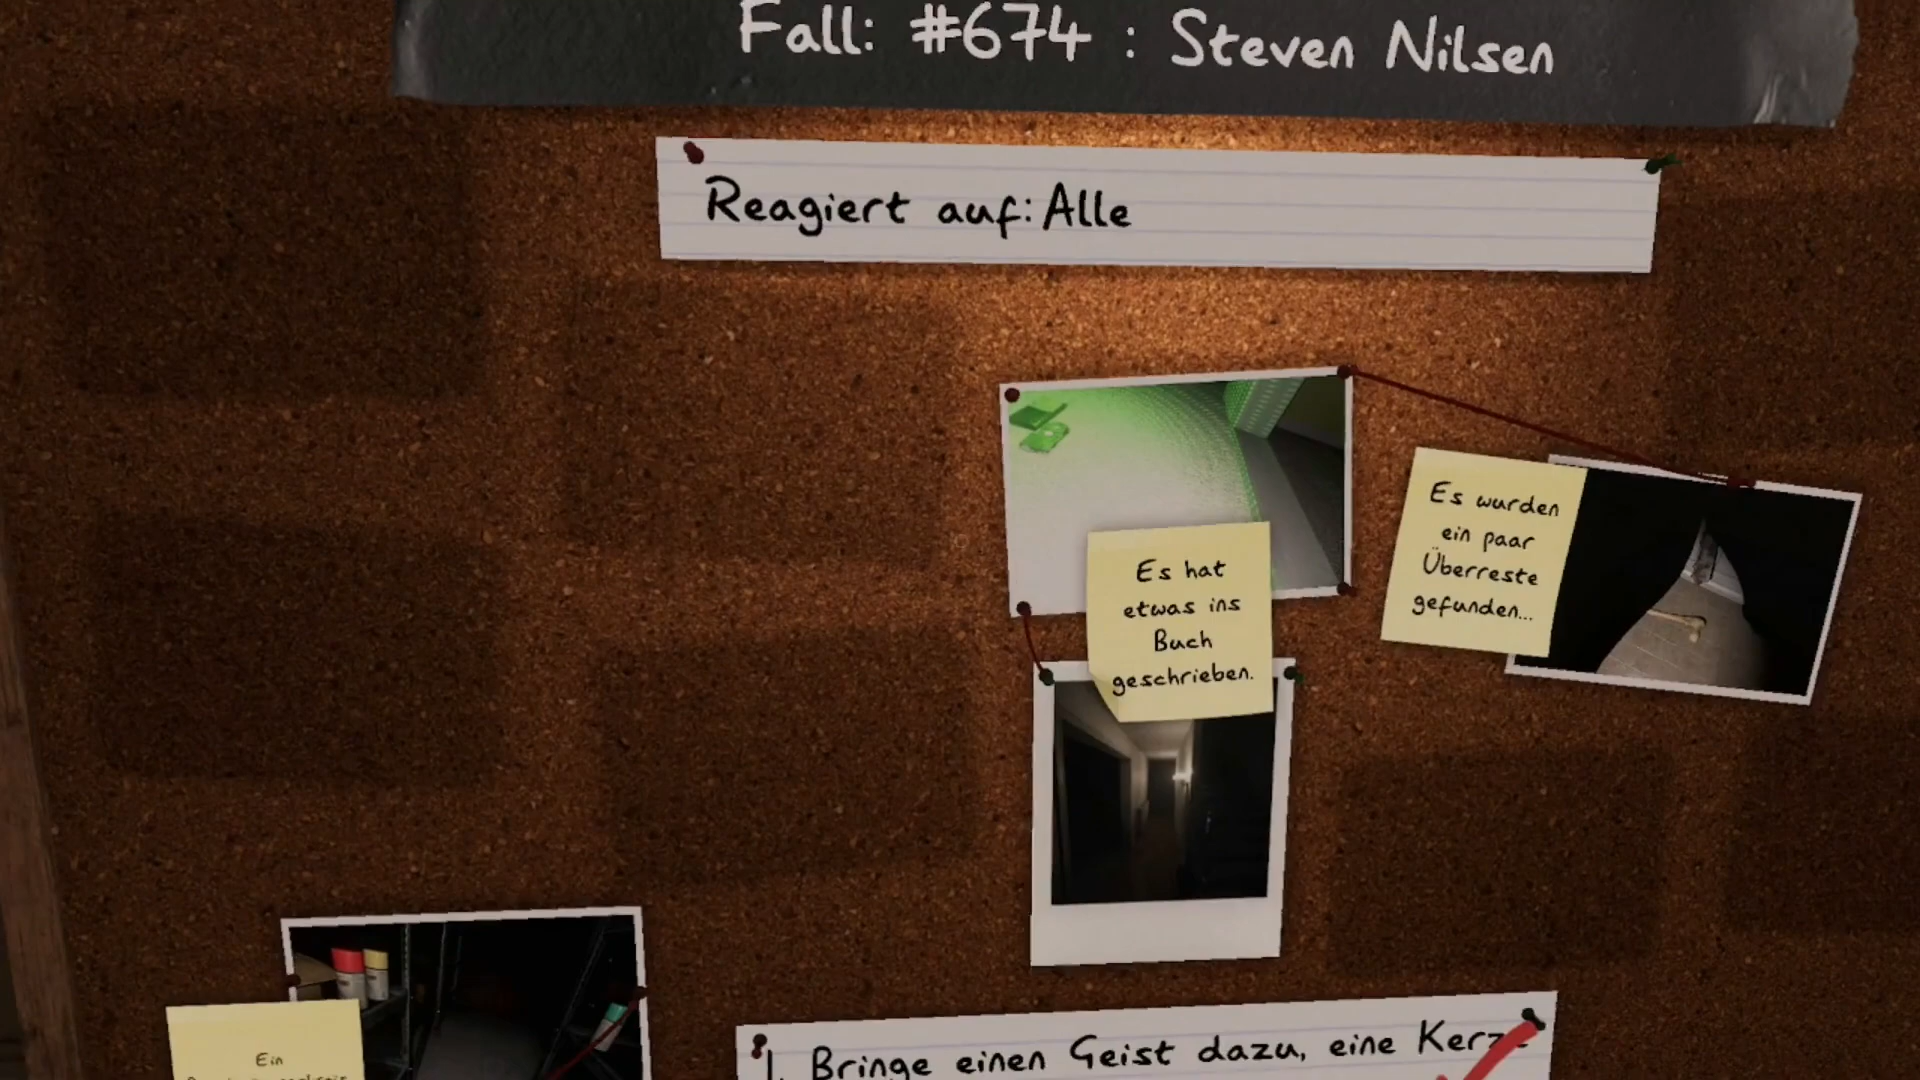 Fall: #674 : Steven Nilsen
Reagiert auf: Alle
Es hat
etwas ins
Buch
geschrieben.
Es wurden
ein paar
Überreste
gefunden...
Ein
1. Bringe einen Geist dazu, eine